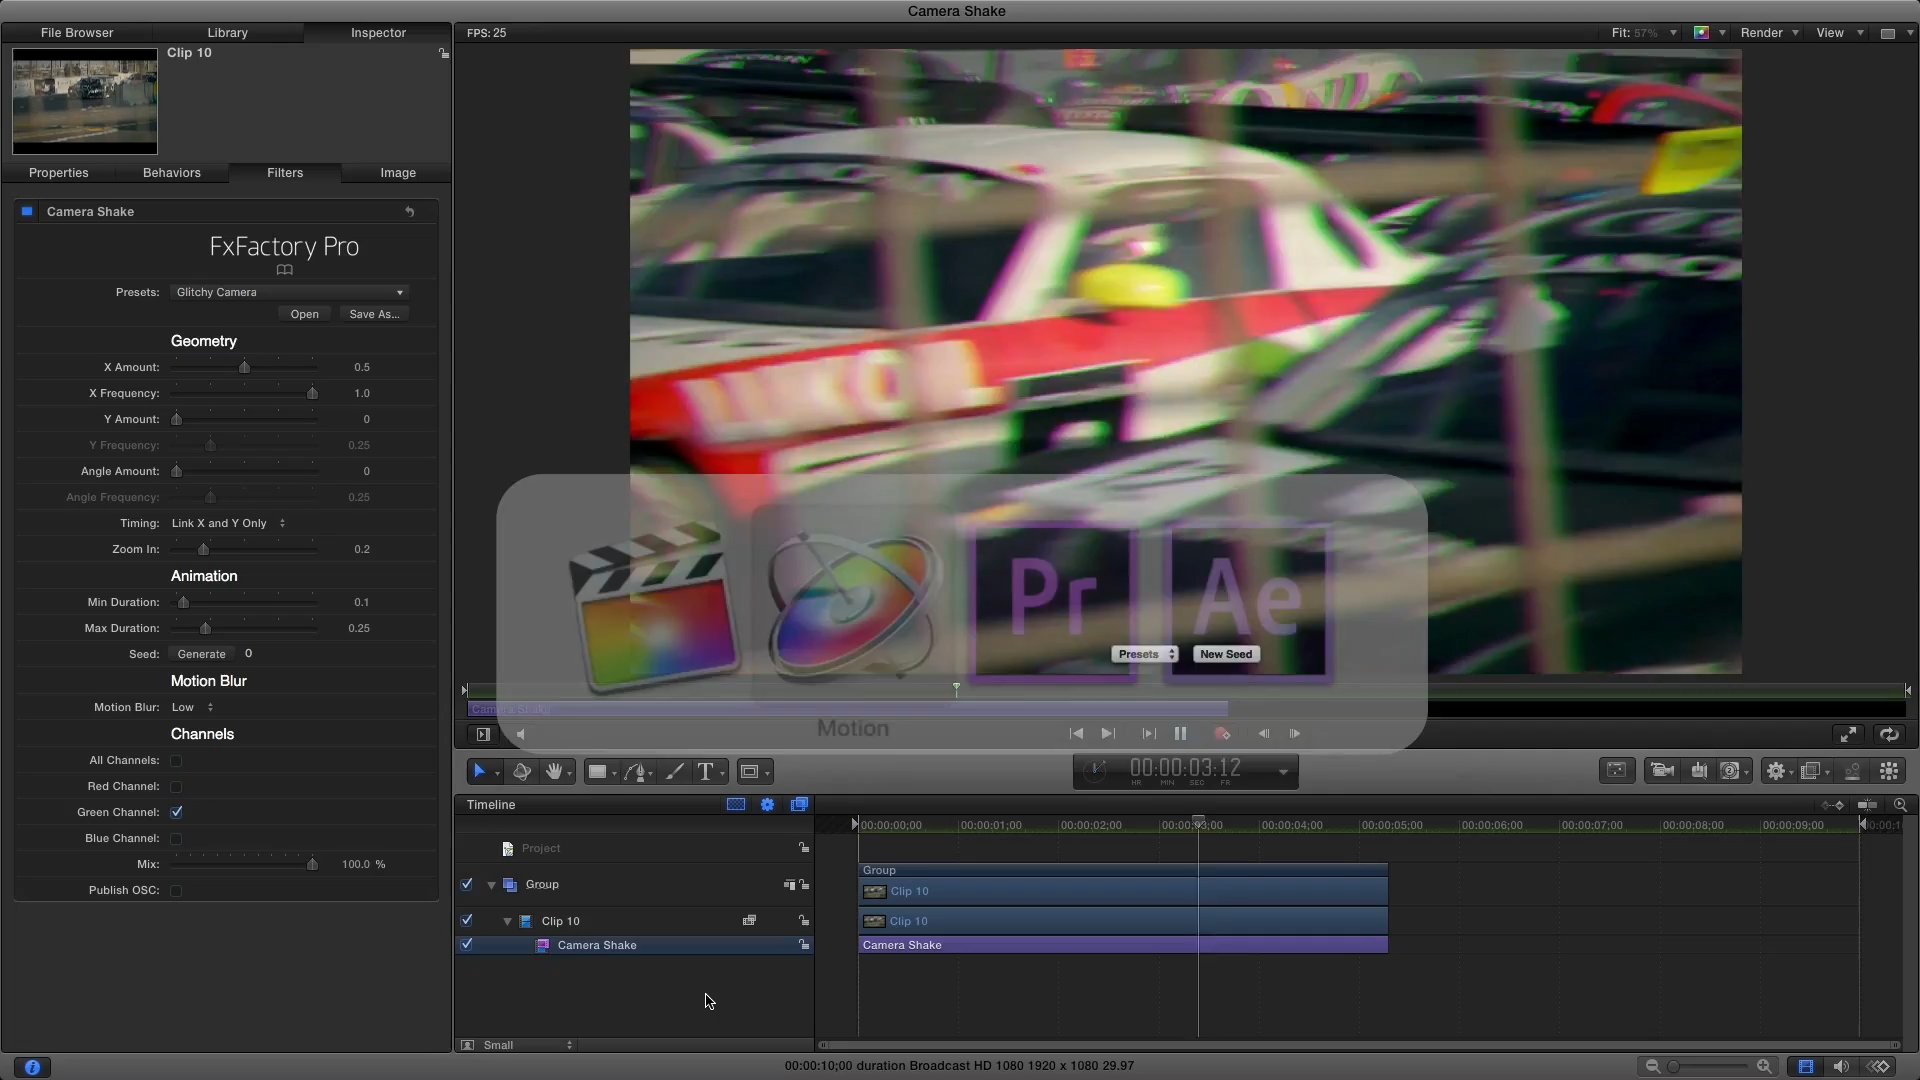 Camera Shake
File Browser
Library
Inspector
FPS: 25
Fit: 57%
Render
View
Clip 10
Properties
Behaviors
Filters
Image
Camera Shake
FxFactory Pro
Presets: Glitchy Camera
Open
Save As...
Geometry
X Amount: 0.5
X Frequency: 1.0
Y Amount: 0
Y Frequency: 0.25
Angle Amount: 0
Angle Frequency: 0.25
Timing: Link X and Y Only
Zoom In: 0.2
Animation
Min Duration: 0.1
Max Duration: 0.25
Seed: Generate 0
Motion Blur
Motion Blur: Low
Channels
All Channels:
Red Channel:
Green Channel:
Blue Channel:
Mix: 100.0 %
Publish OSC:
Pr
Ae
Presets
New Seed
Camera Shake
Motion
T
00:00:03:12
HR MIN SEC FR
Timeline
00:00:00;00
00:00:01;00
00:00:02;00
00:00:03;00
00:00:04;00
00:00:05;00
00:00:06;00
00:00:07;00
00:00:08;00
00:00:09;00
Project
Group
Group
Clip 10
Clip 10
Clip 10
Camera Shake
Camera Shake
Small
00:00:10;00 duration Broadcast HD 1080 1920 x 1080 29.97